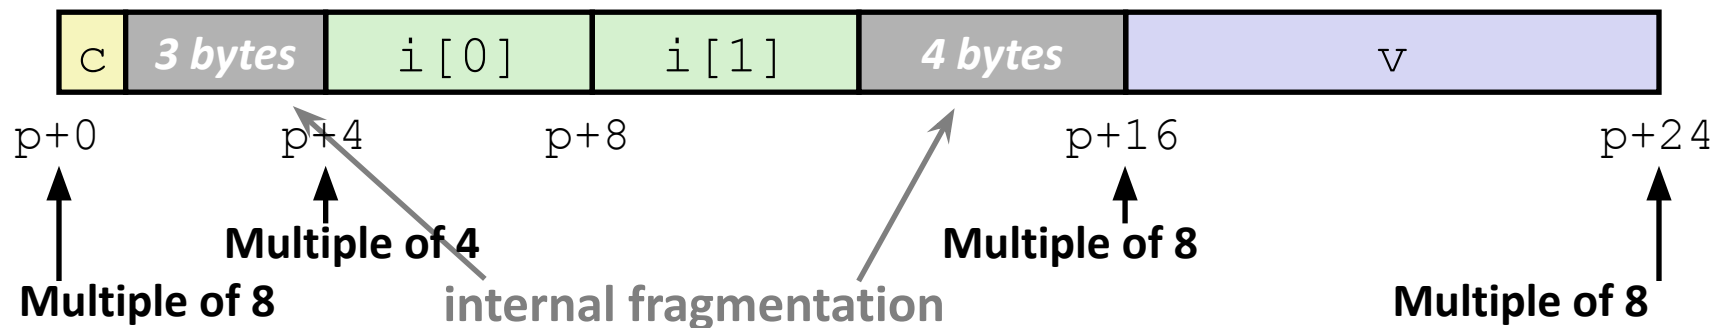 c 3 bytes i[0] i[1] 4 bytes v
p+0 p+4 p+8 p+16 p+24
Multiple of 4 Multiple of 8
Multiple of 8 internal fragmentation Multiple of 8